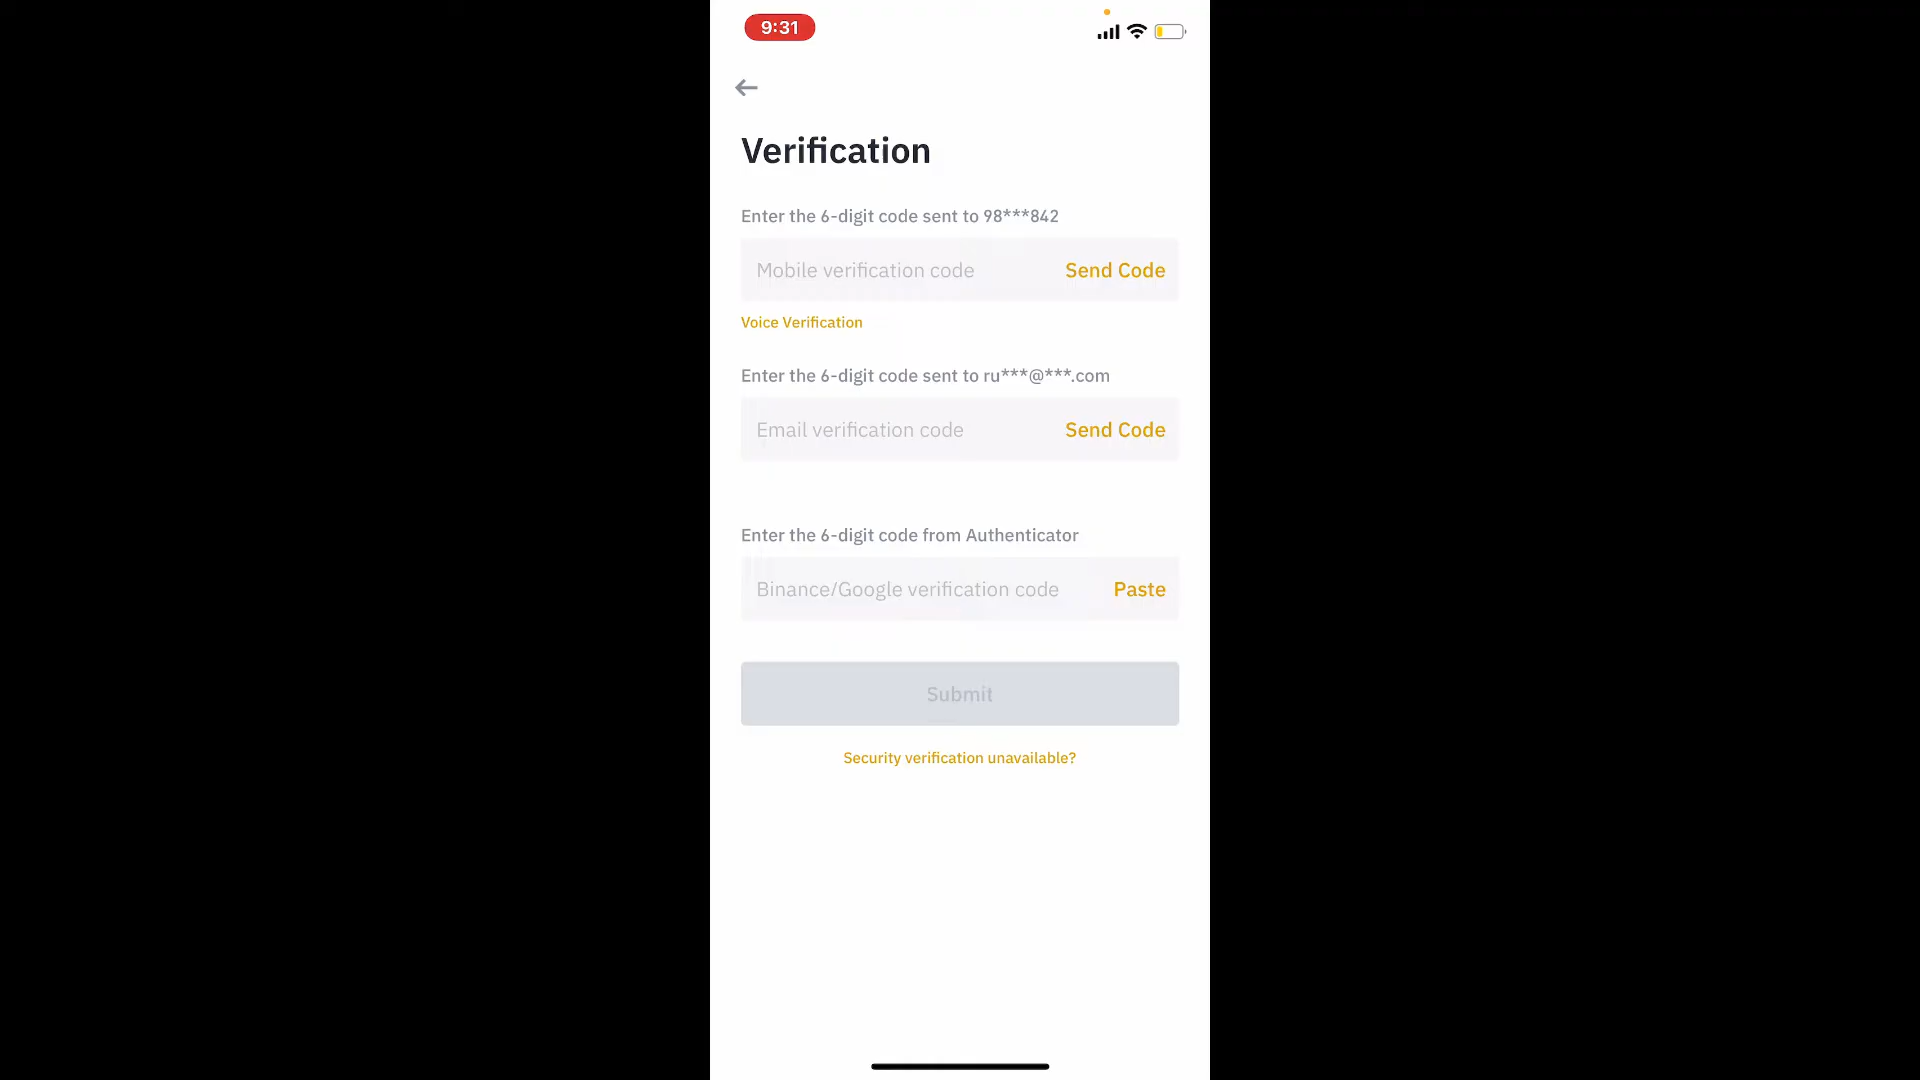 9:31
Verification
Enter the 6-digit code sent to 98***842
Mobile verification code Send Code
Voice Verification
Enter the 6-digit code sent to ru***@***.com
Email verification code Send Code
Enter the 6-digit code from Authenticator
Binance/Google verification code Paste
Submit
Security verification unavailable?